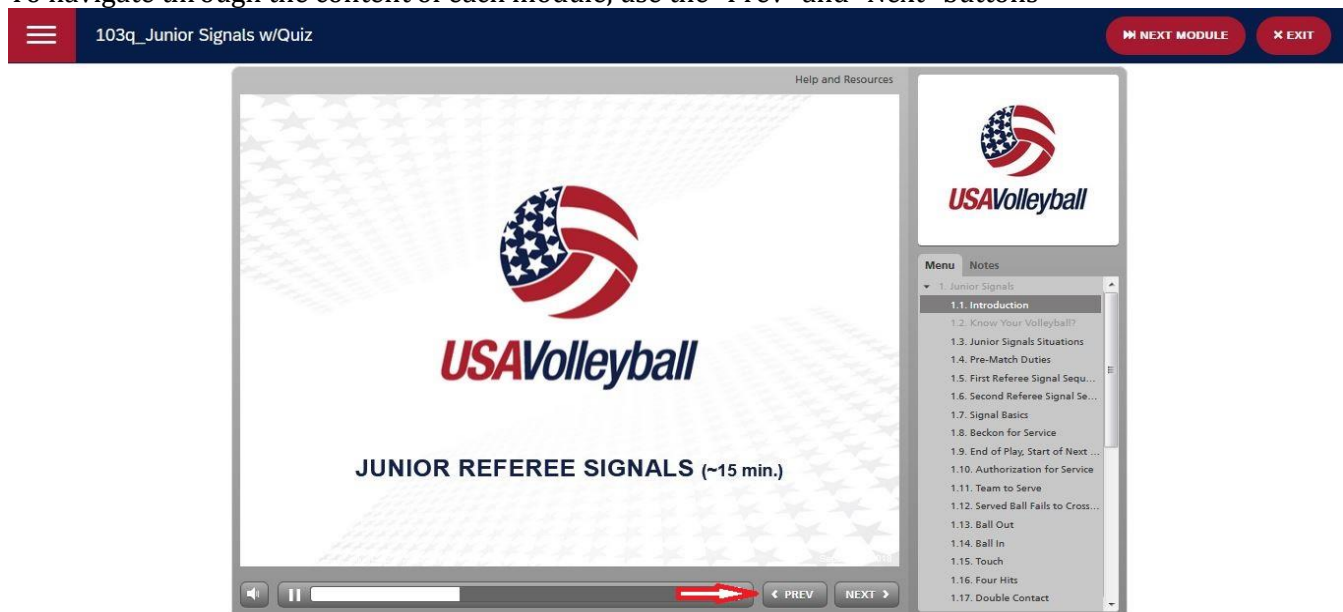 To navigate through the content of each module, use the "Prev" and "Next" buttons
103q_Junior Signals w/Quiz
NEXT MODULE
X EXIT
Help and Resources
USAVolleyball
JUNIOR REFEREE SIGNALS (~15 min.)
PREV
NEXT
USAVolleyball
Menu
Notes
1. Junior Signals
1.1. Introduction
1.2. Know Your Volleyball?
1.3. Junior Signals Situations
1.4. Pre-Match Duties
1.5. First Referee Signal Sequ...
1.6. Second Referee Signal Se...
1.7. Signal Basics
1.8. Beckon for Service
1.9. End of Play, Start of Next ...
1.10. Authorization for Service
1.11. Team to Serve
1.12. Served Ball Fails to Cross...
1.13. Ball Out
1.14. Ball In
1.15. Touch
1.16. Four Hits
1.17. Double Contact